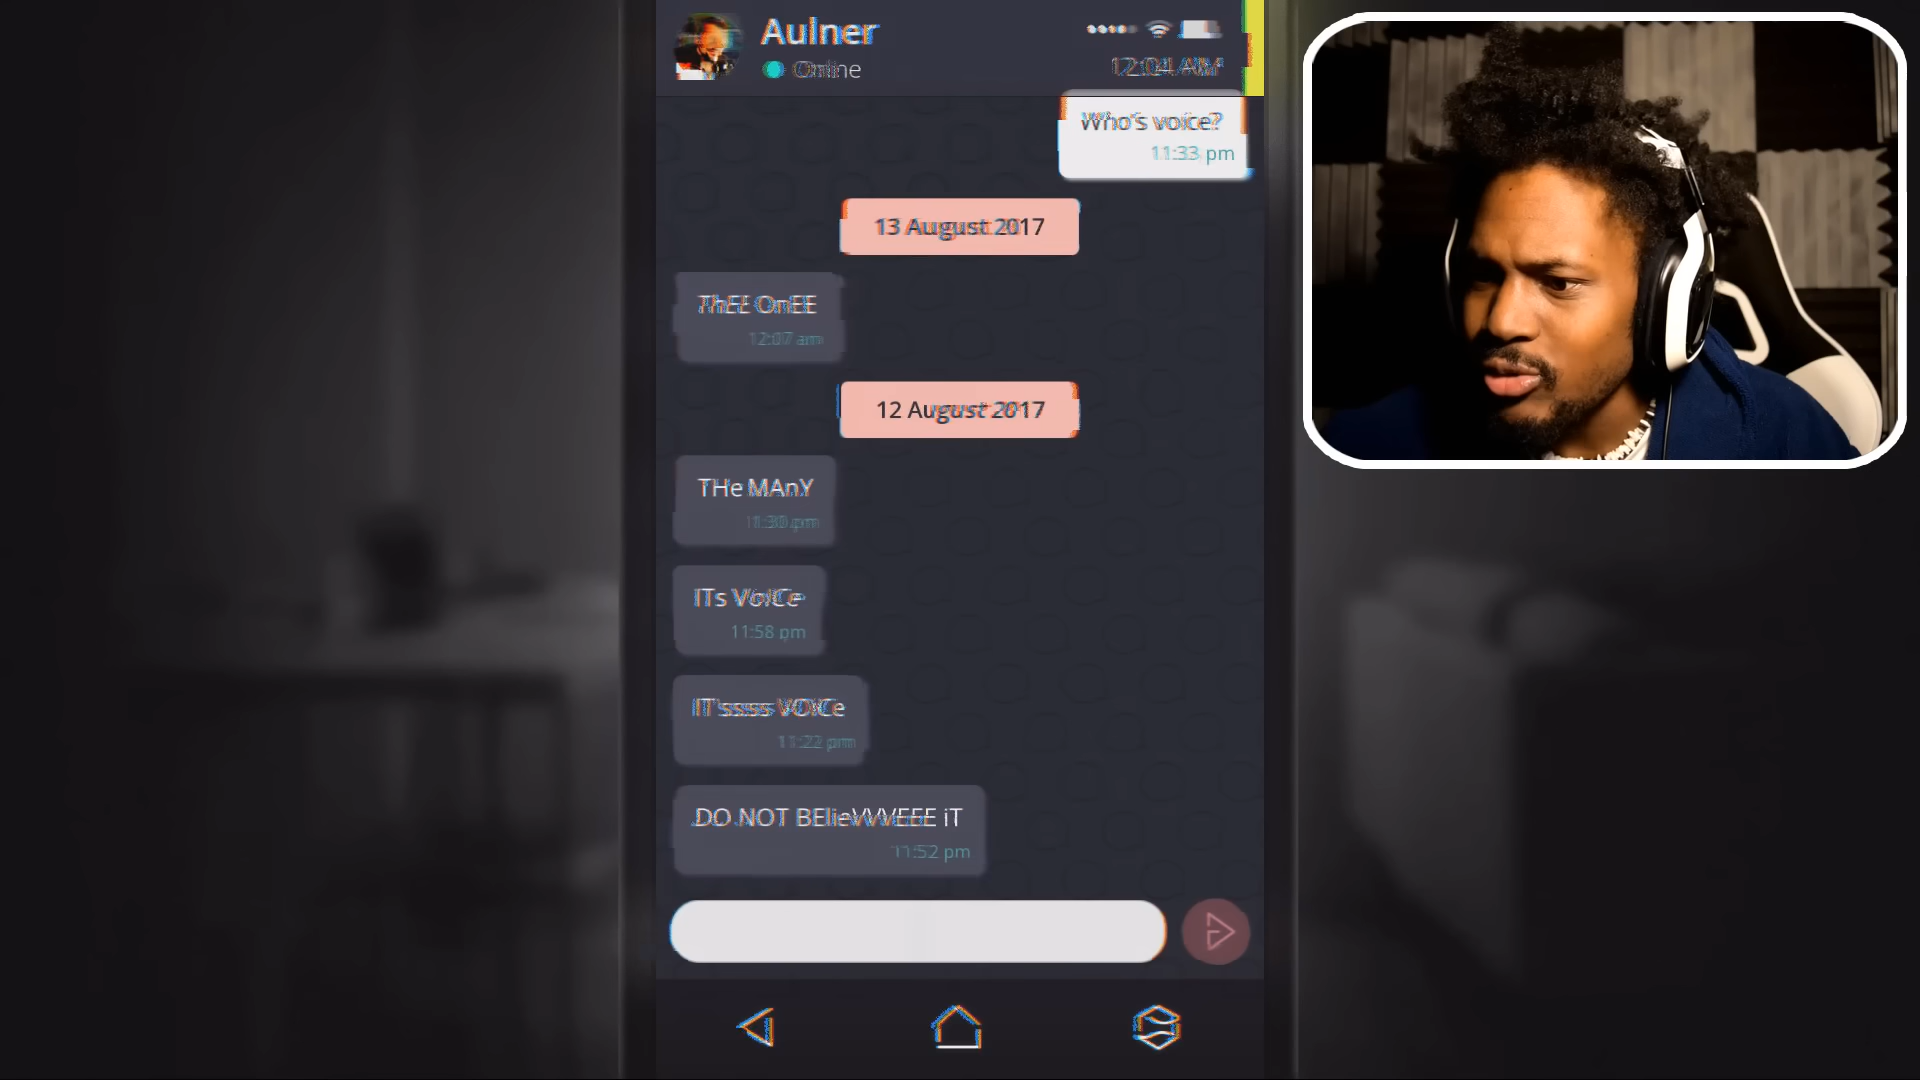 Aulner
Online
12:04 AM
Who's voice?
11:33 pm
13 August 2017
ThEE OnEE
12:07 am
12 August 2017
THe MAnY
11:30 pm
ITs VoICe
11:58 pm
IT'ssss VOICe
11:22 pm
DO NOT BElieVVVEEE iT
11:52 pm